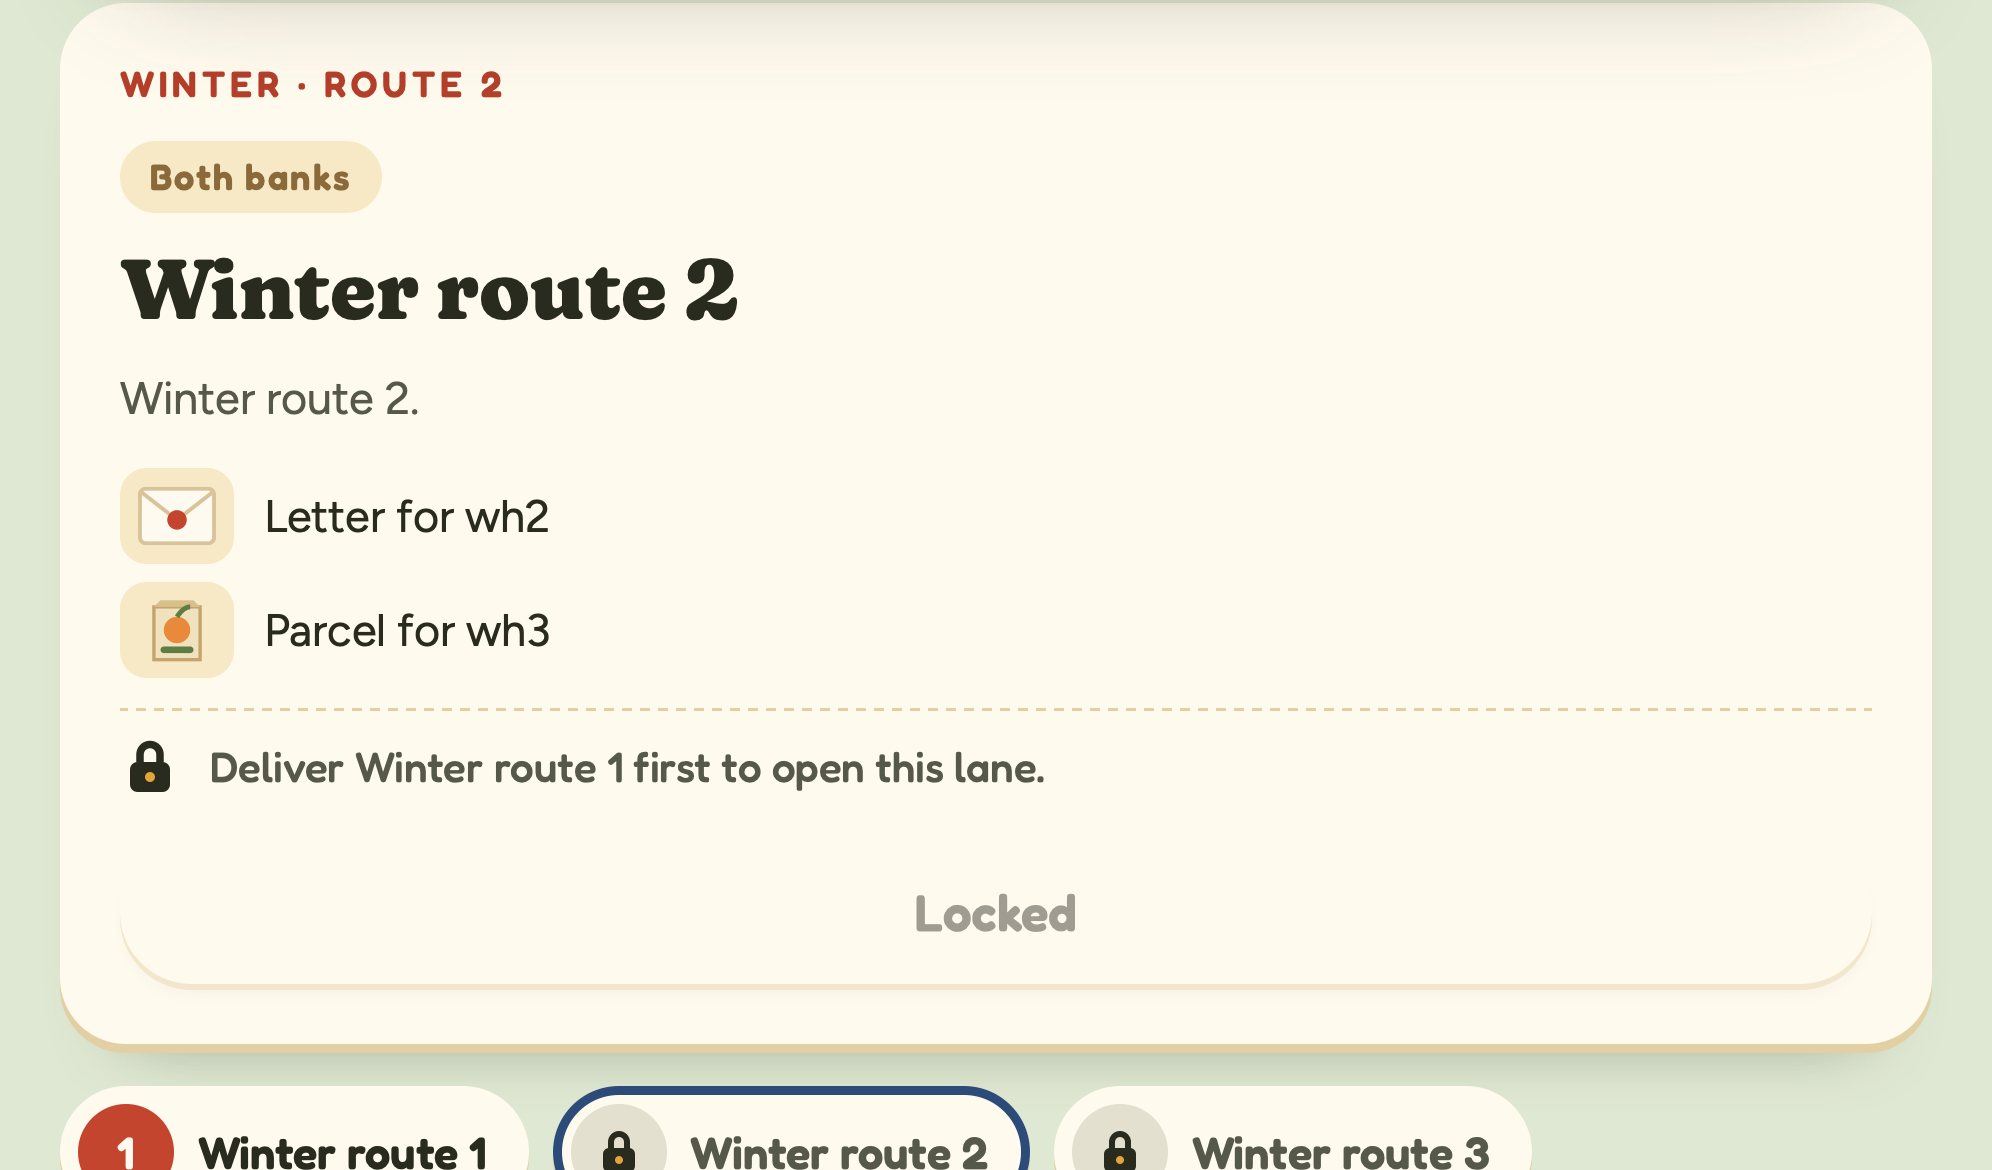 WINTER · ROUTE 2
Both banks
Winter route 2
Winter route 2.
Letter for wh2
Parcel for wh3
Deliver Winter route 1 first to open this lane.
Locked
1 Winter route 1 Winter route 2 Winter route 3